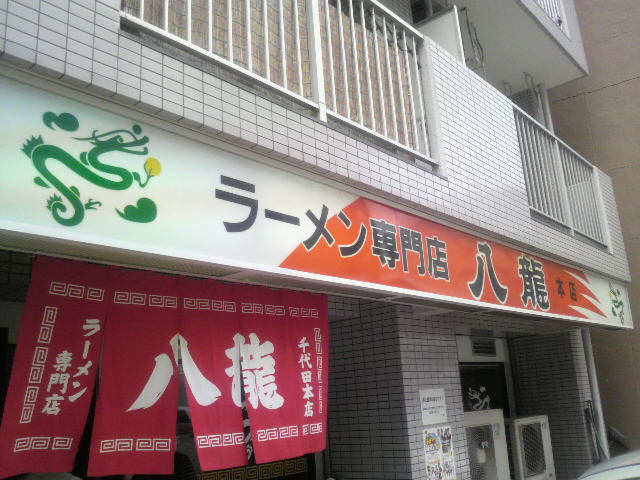 ラーメン専門店 八龍 本店
ラーメン
専門店
八龍
千代田本店